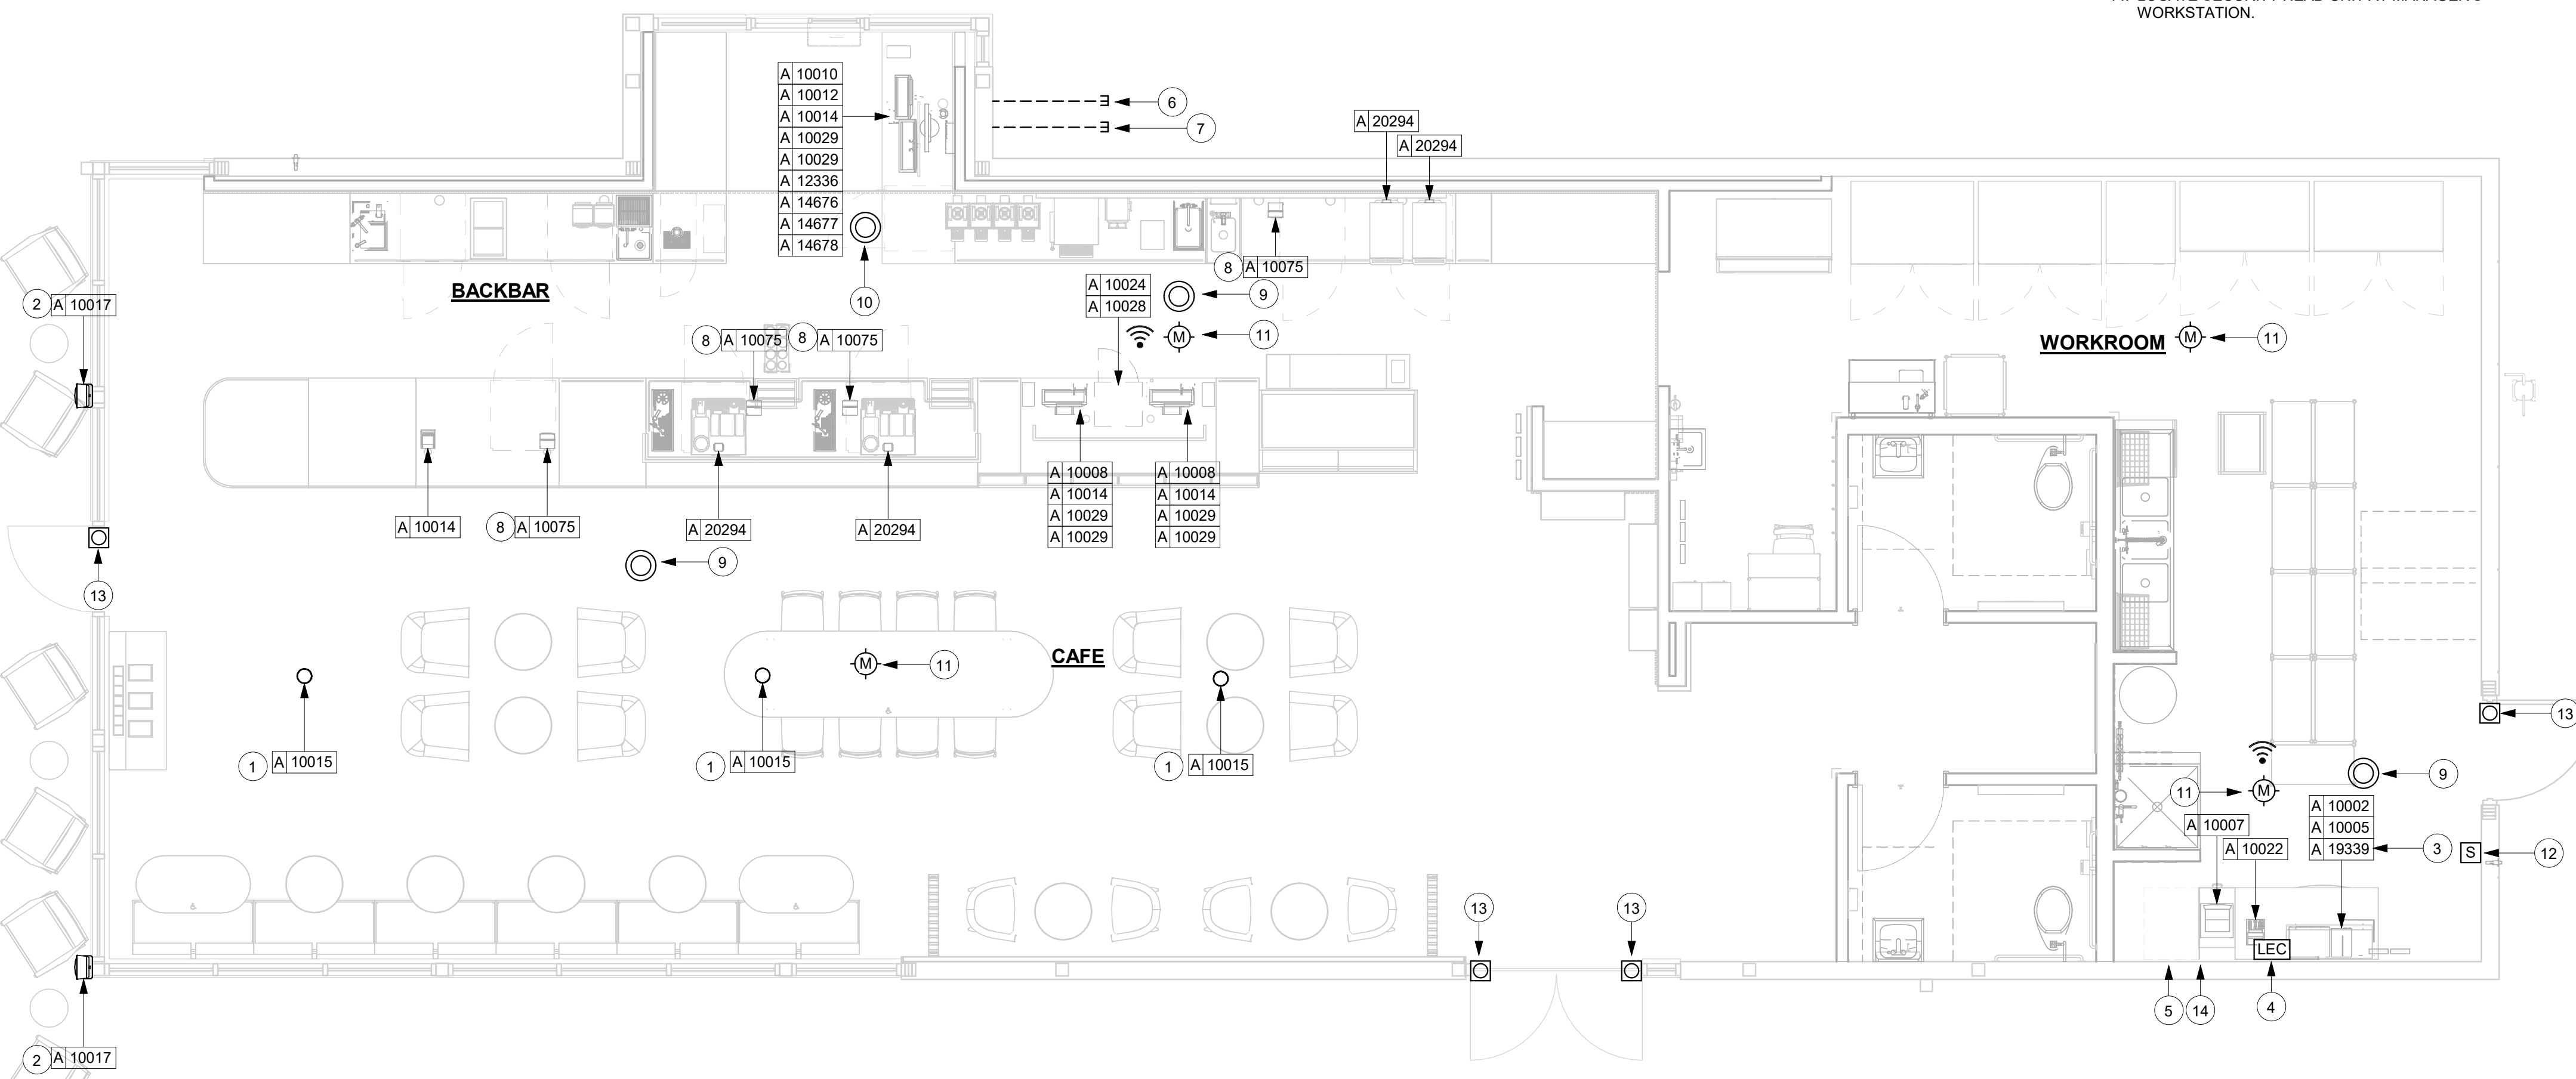 WORKSTATION.
A 10010
A 10012
A 10014
A 10029
A 10029
A 12336
A 14676
A 14677
A 14678
6
7
A 20294
A 20294
10
8 A 10075
2 A 10017
BACKBAR
A 10024
A 10028
9
11
M
8 A 10075
8 A 10075
WORKROOM
M
11
A 10014
8 A 10075
A 20294
A 20294
A 10008
A 10014
A 10029
A 10029
A 10008
A 10014
A 10029
A 10029
9
13
M
11
CAFE
1 A 10015
1 A 10015
1 A 10015
13
9
11
M
A 10002
A 10005
A 19339
3
A 10007
A 10022
S
12
13
13
LEC
5
14
4
2 A 10017